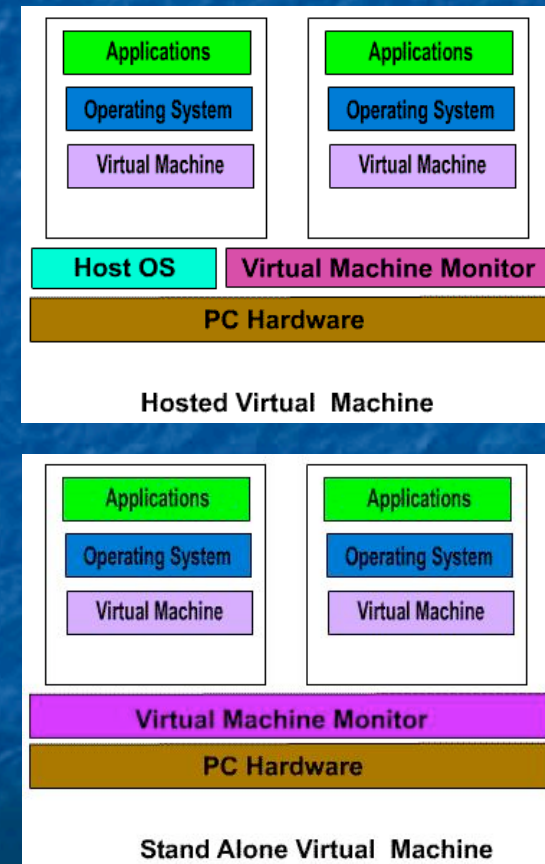 Applications Applications
Operating System Operating System
Virtual Machine Virtual Machine
Host OS Virtual Machine Monitor
PC Hardware
Hosted Virtual Machine
Applications Applications
Operating System Operating System
Virtual Machine Virtual Machine
Virtual Machine Monitor
PC Hardware
Stand Alone Virtual Machine